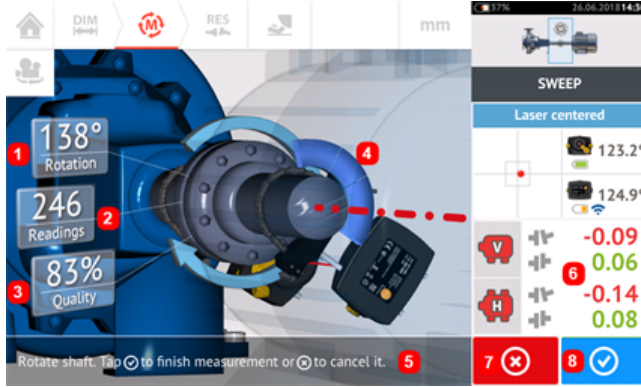 37%
26.06.2018 14:5
DIM
M
RES
mm
SWEEP
Laser centered
138°
Rotation
1
4
123.2°
246
Readings
2
124.9°
83%
Quality
3
V
-0.09
0.06
6
H
-0.14
0.08
Rotate shaft. Tap to finish measurement or to cancel it.
5
7
8